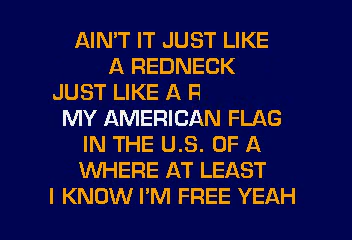 AIN'T IT JUST LIKE
A REDNECK
JUST LIKE A R
MY AMERICAN FLAG
IN THE U.S. OF A
WHERE AT LEAST
I KNOW I'M FREE YEAH